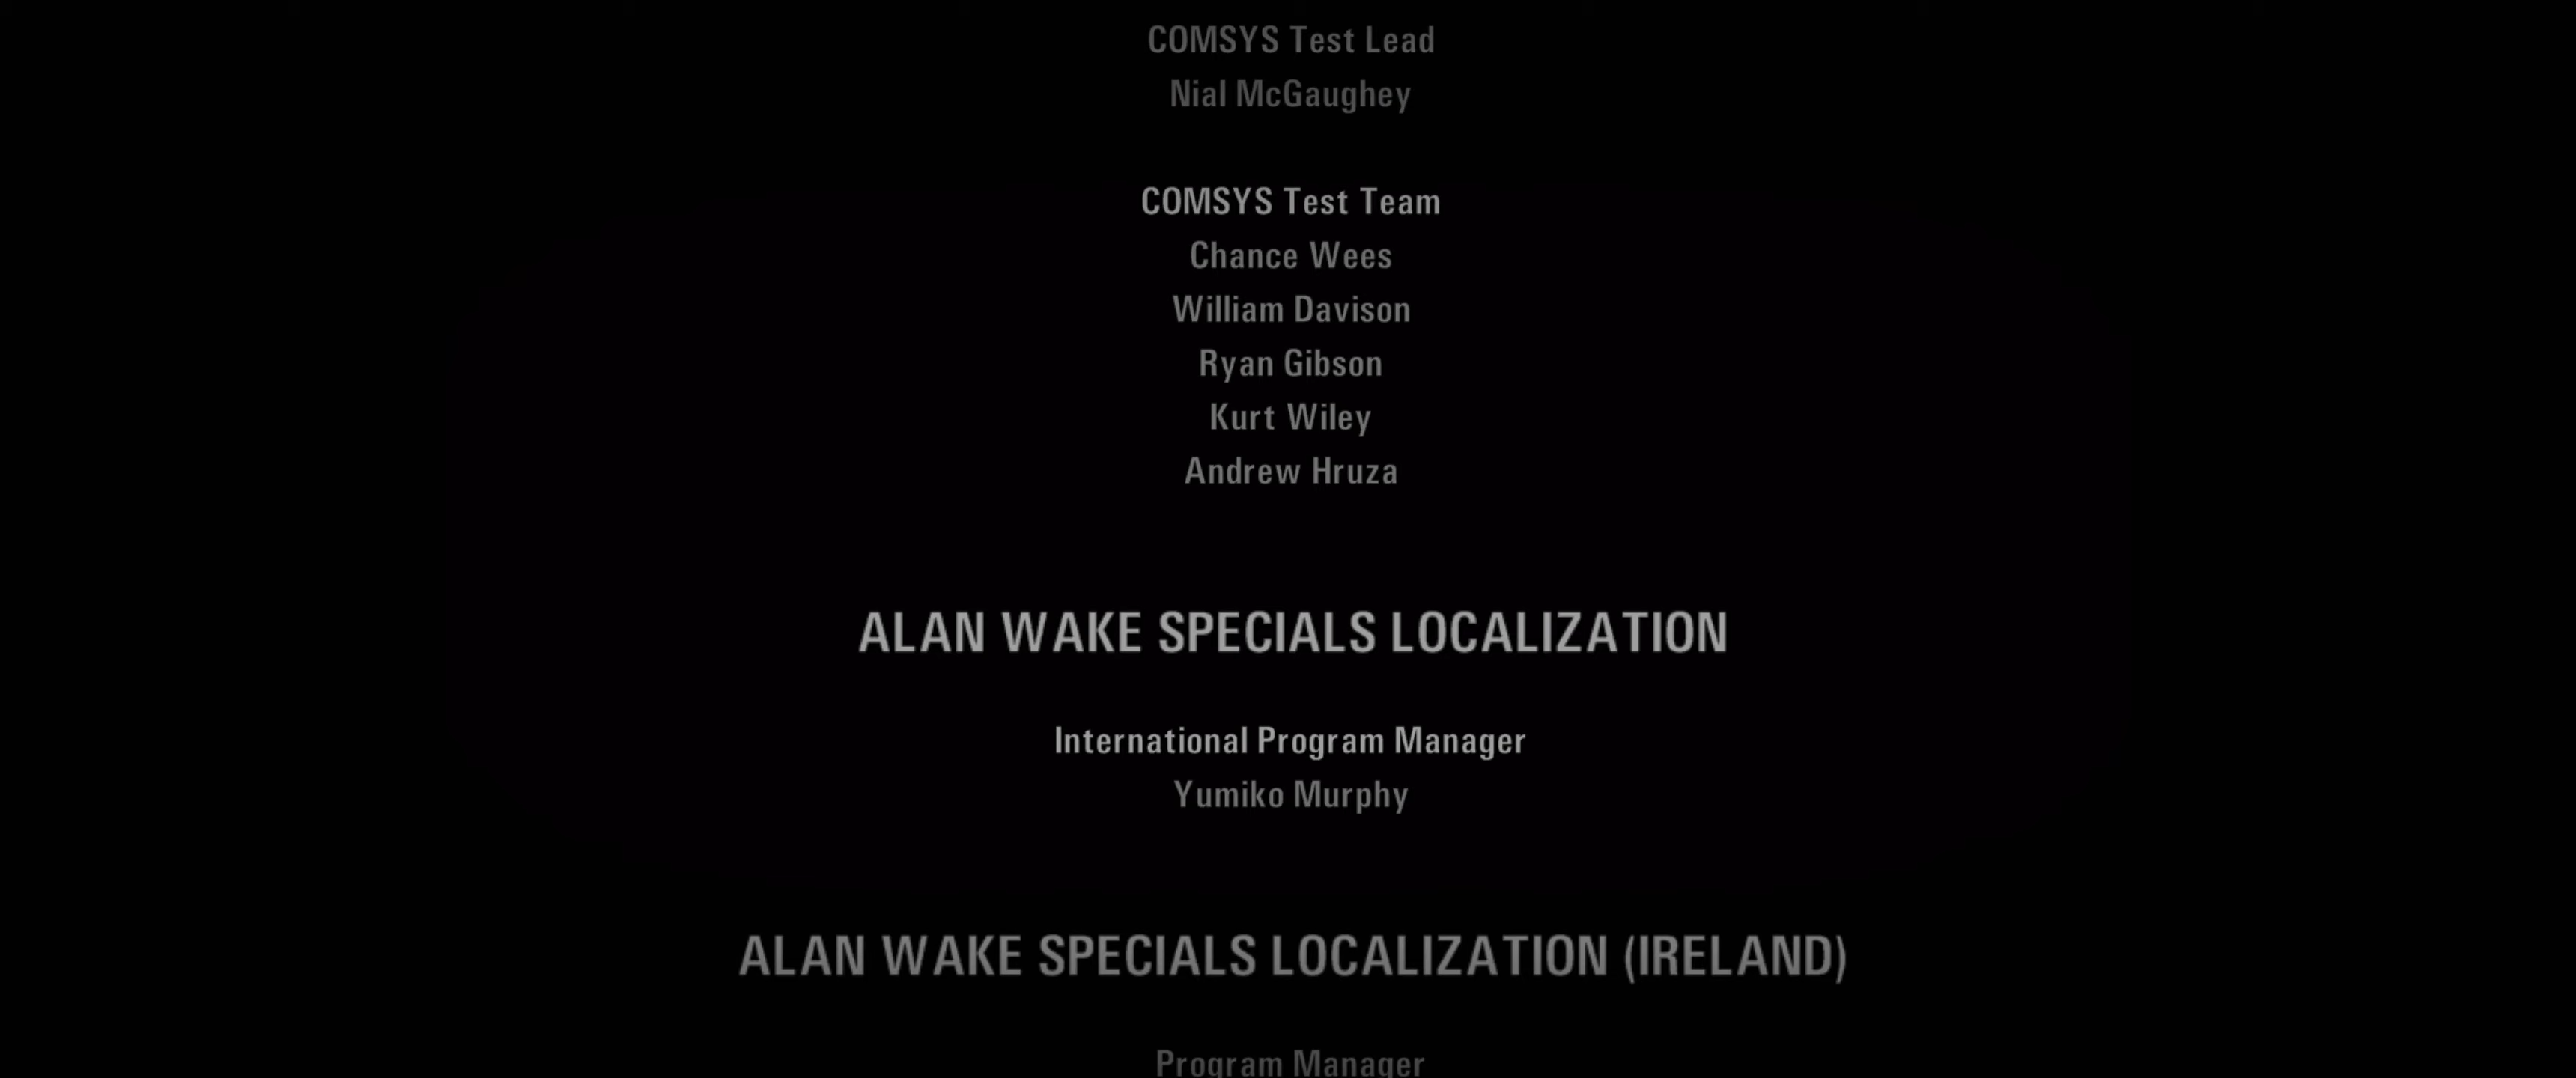 COMSYS Test Lead
Nial McGaughey
COMSYS Test Team
Chance Wees
William Davison
Ryan Gibson
Kurt Wiley
Andrew Hruza
ALAN WAKE SPECIALS LOCALIZATION
International Program Manager
Yumiko Murphy
ALAN WAKE SPECIALS LOCALIZATION (IRELAND)
Program Manager